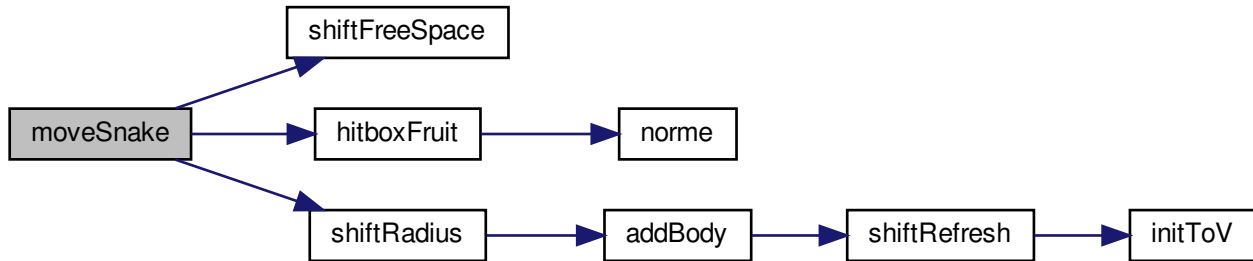 shiftFreeSpace
moveSnake
hitboxFruit
norme
shiftRadius
addBody
shiftRefresh
initToV